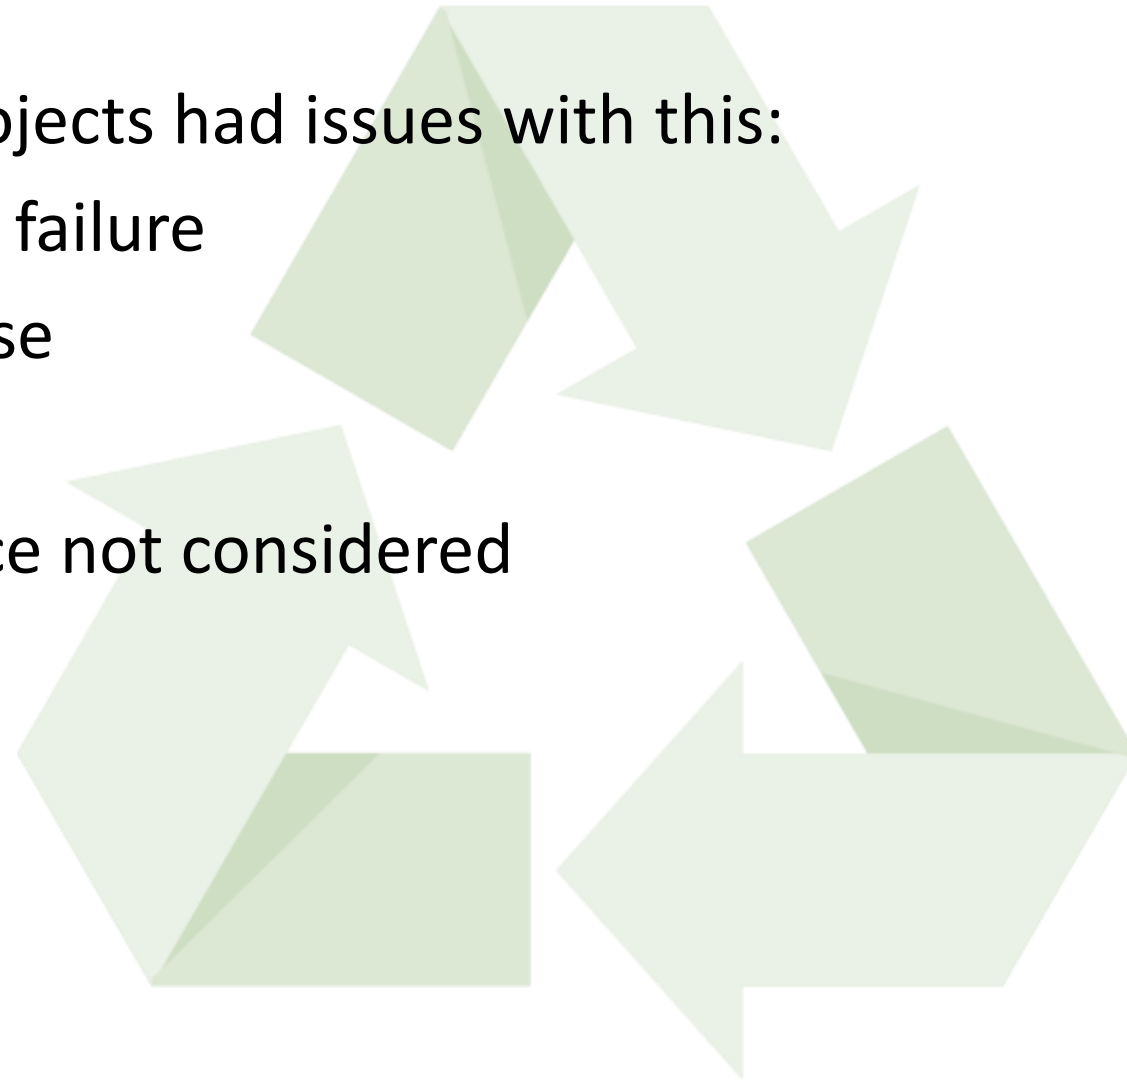 ojects had issues with this:
failure
se
ce not considered